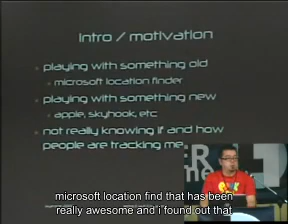 Intro / motivation
playing with something old
microsoft location finder
playing with something new
apple, skyhook, etc
not really knowing if and how
people are tracking me
microsoft location find that has been
really awesome and i found out that